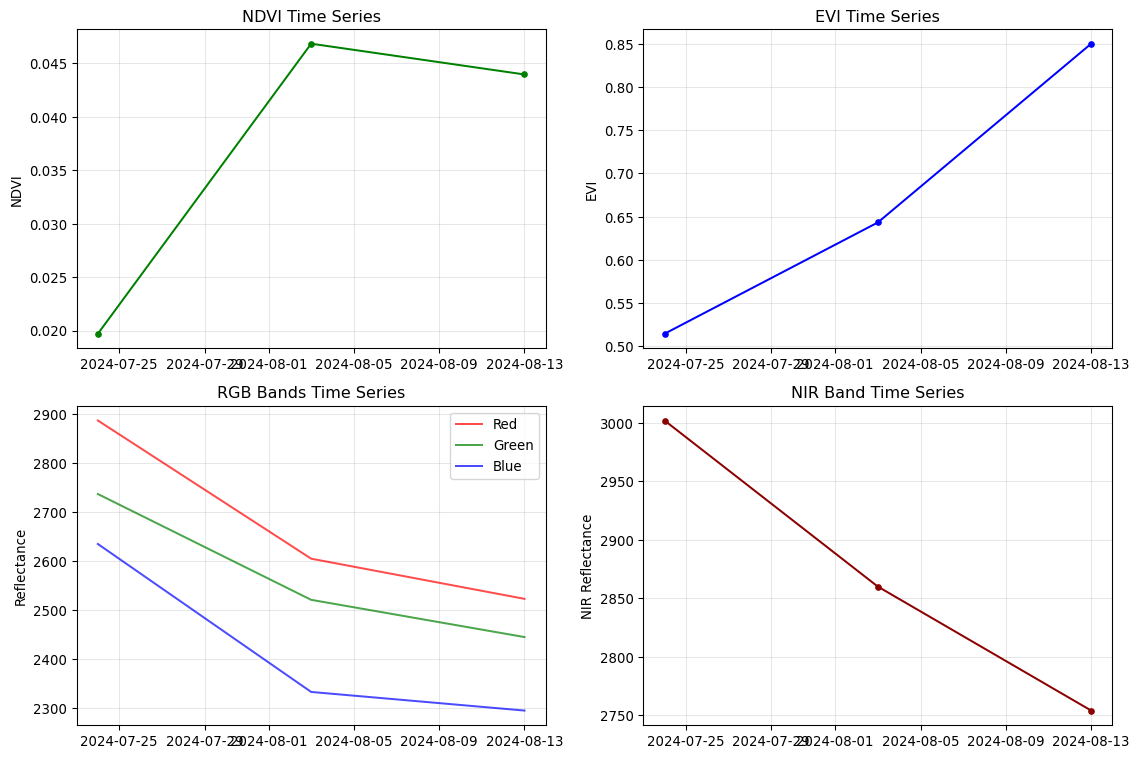 NDVI Time Series
NDVI
0.045
0.040
0.035
0.030
0.025
0.020
2024-07-25 2024-07-29 2024-08-01 2024-08-05 2024-08-09 2024-08-13
EVI Time Series
EVI
0.85
0.80
0.75
0.70
0.65
0.60
0.55
0.50
2024-07-25 2024-07-29 2024-08-01 2024-08-05 2024-08-09 2024-08-13
RGB Bands Time Series
Reflectance
2900
2800
2700
2600
2500
2400
2300
Red
Green
Blue
2024-07-25 2024-07-29 2024-08-01 2024-08-05 2024-08-09 2024-08-13
NIR Band Time Series
NIR Reflectance
3000
2950
2900
2850
2800
2750
2024-07-25 2024-07-29 2024-08-01 2024-08-05 2024-08-09 2024-08-13